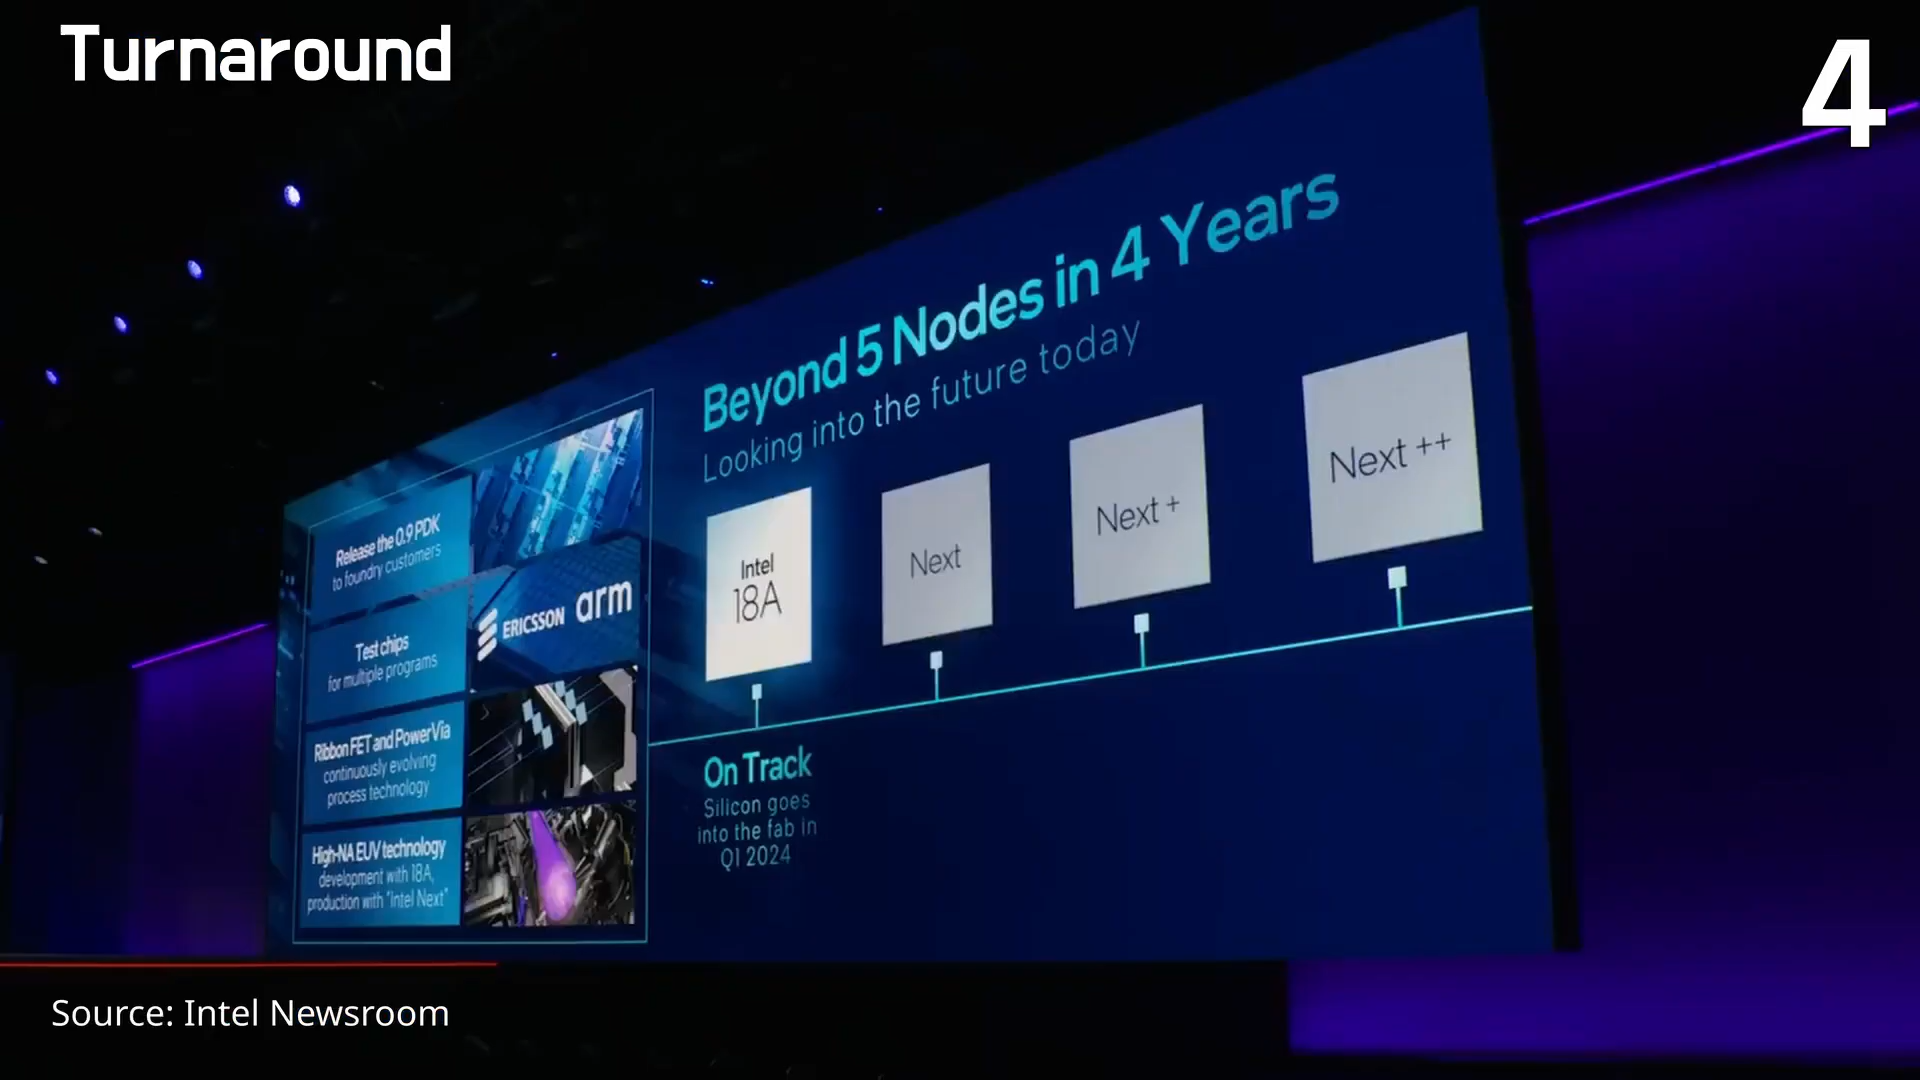 Turnaround
4
Beyond 5 Nodes in 4 Years
Looking into the future today
Release the 0.9 PDK
to foundry customers
ERICSSON arm
Test chips
for multiple programs
Ribbon FET and PowerVia
continuously evolving
process technology
High-NA EUV technology
development with 18A,
production with "Intel Next"
Intel
18A
Next
Next +
Next ++
On Track
Silicon goes
into the fab in
Q1 2024
Source: Intel Newsroom